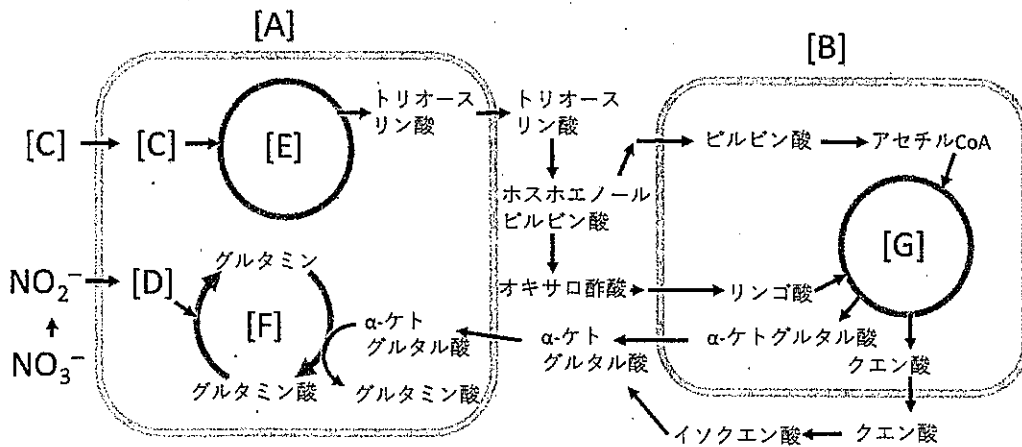 [A]
[B]
トリオース
リン酸
トリオース
リン酸
[C]
[C]
[E]
ピルビン酸
アセチルCoA
ホスホエノール
ピルビン酸
[G]
グルタミン
NO₂⁻
[D]
オキサロ酢酸
リンゴ酸
[F]
α-ケト
グルタル酸
α-ケト
グルタル酸
α-ケトグルタル酸
クエン酸
NO₃⁻
グルタミン酸
グルタミン酸
イソクエン酸
クエン酸